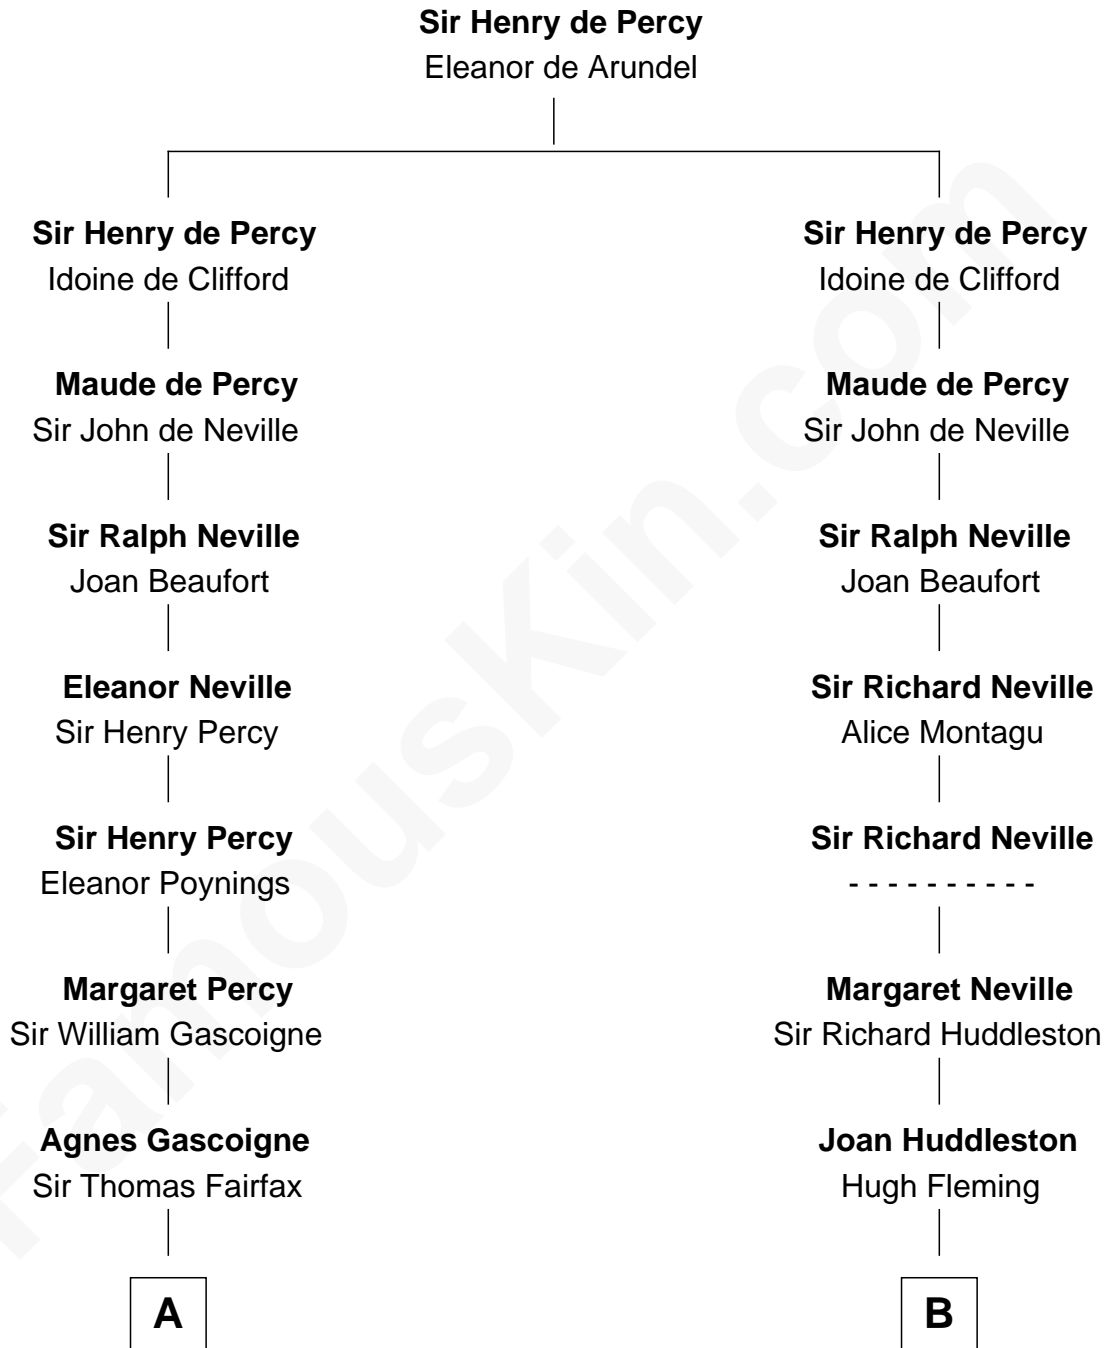 Sir Henry de Percy
Eleanor de Arundel
Sir Henry de Percy
Idoine de Clifford
Maude de Percy
Sir John de Neville
Sir Ralph Neville
Joan Beaufort
Eleanor Neville
Sir Henry Percy
Sir Henry Percy
Eleanor Poynings
Margaret Percy
Sir William Gascoigne
Agnes Gascoigne
Sir Thomas Fairfax
A
Sir Henry de Percy
Idoine de Clifford
Maude de Percy
Sir John de Neville
Sir Ralph Neville
Joan Beaufort
Sir Richard Neville
Alice Montagu
Sir Richard Neville
- - - - - - - - - -
Margaret Neville
Sir Richard Huddleston
Joan Huddleston
Hugh Fleming
B
FamousKin.com